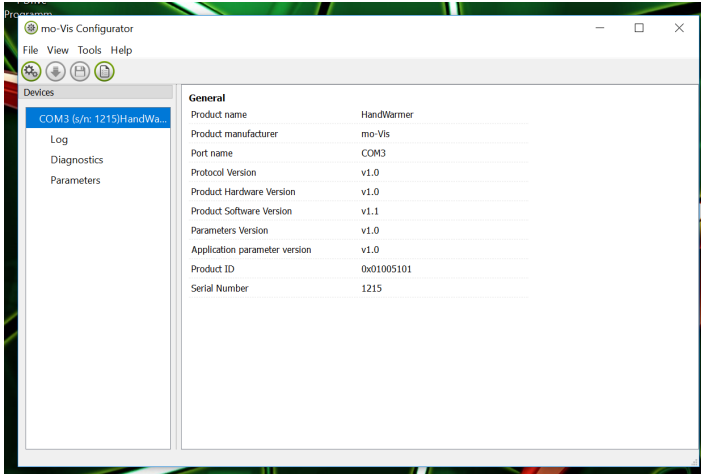 Programm
mo-Vis Configurator
File View Tools Help
Devices
COM3 (s/n: 1215)HandWa...
Log
Diagnostics
Parameters
General
Product name HandWarmer
Product manufacturer mo-Vis
Port name COM3
Protocol Version v1.0
Product Hardware Version v1.0
Product Software Version v1.1
Parameters Version v1.0
Application parameter version v1.0
Product ID 0x01005101
Serial Number 1215